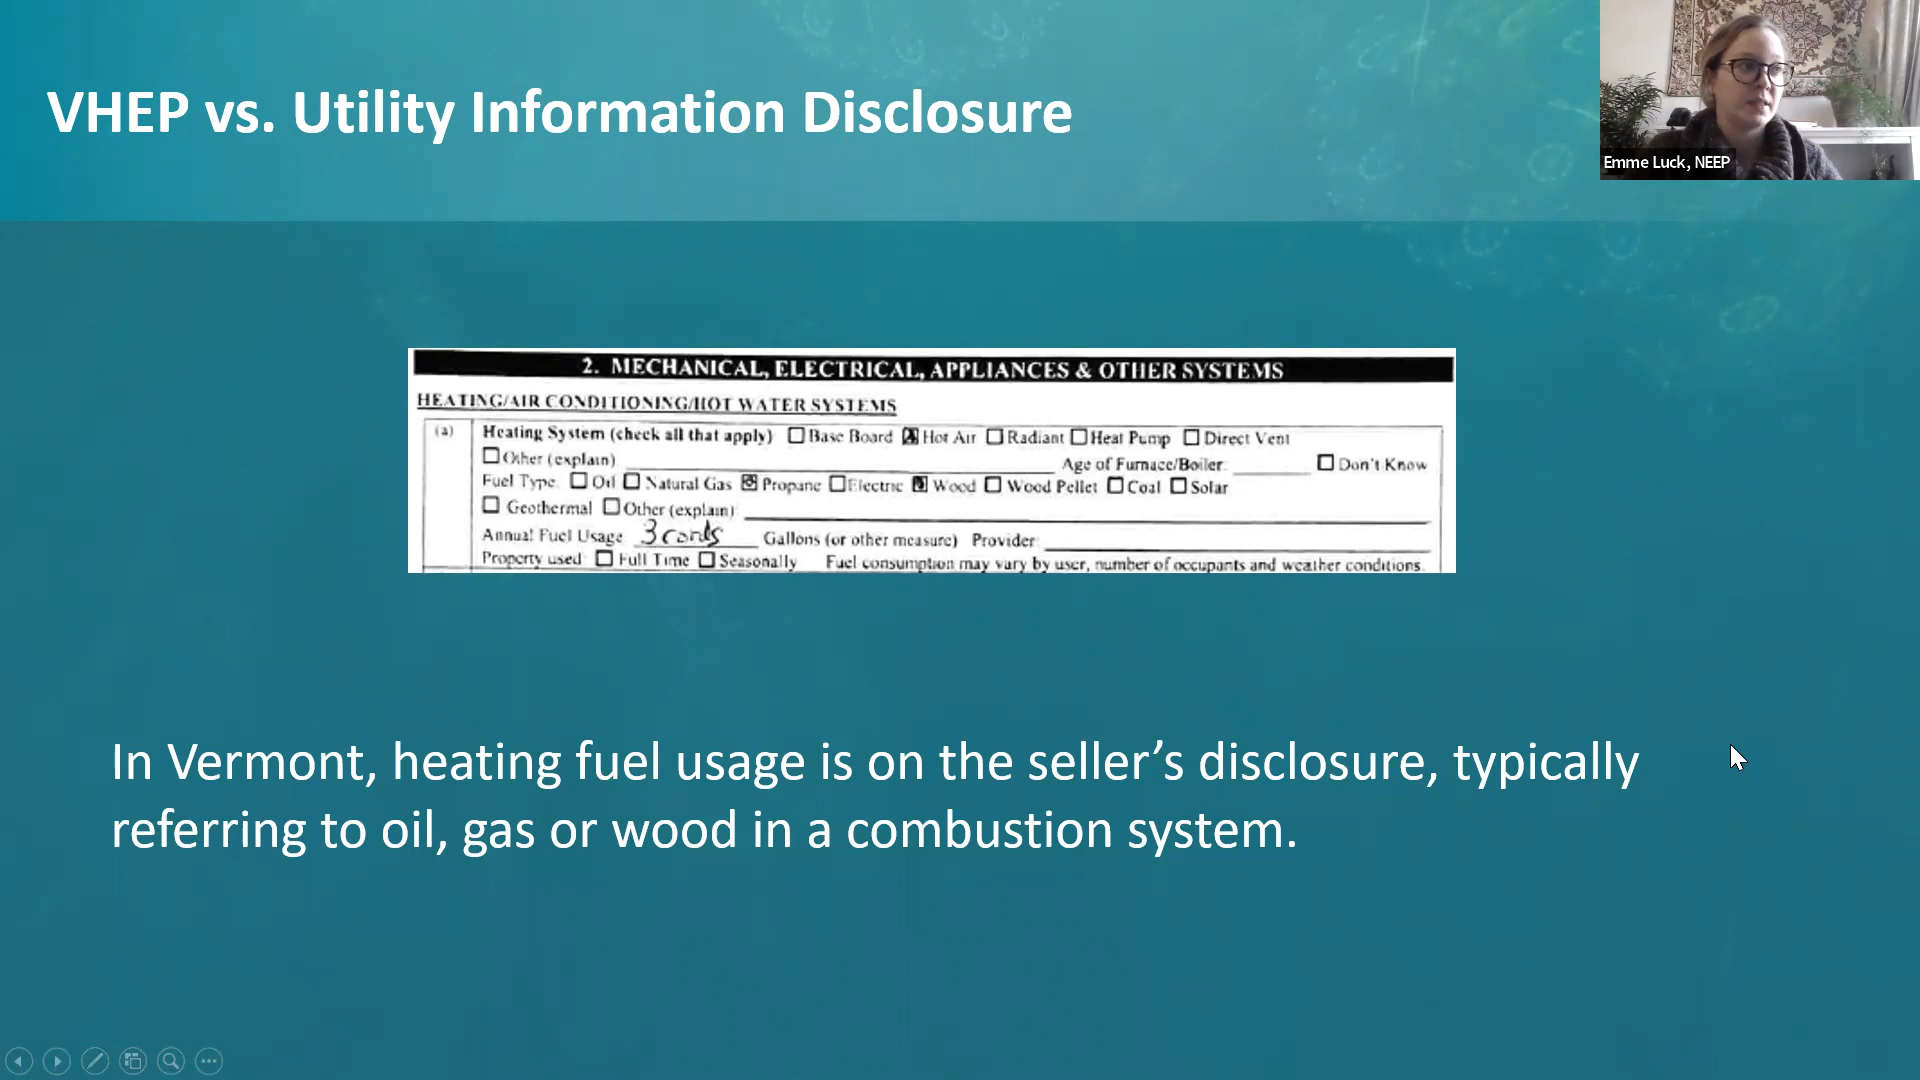 VHEP vs. Utility Information Disclosure
Emme Luck, NEEP
2. MECHANICAL, ELECTRICAL, APPLIANCES & OTHER SYSTEMS
HEATING/AIR CONDITIONING/HOT WATER SYSTEMS
(a) Heating System (check all that apply) ☐ Base Board ☒ Hot Air ☐ Radiant ☐ Heat Pump ☐ Direct Vent
☐ Other (explain) Age of Furnace/Boiler: ☐ Don't Know
Fuel Type: ☐ Oil ☐ Natural Gas ☒ Propane ☐ Electric ☒ Wood ☐ Wood Pellet ☐ Coal ☐ Solar
☐ Geothermal ☐ Other (explain)
Annual Fuel Usage 3 cords Gallons (or other measure) Provider:
Property used: ☐ Full Time ☐ Seasonally Fuel consumption may vary by user, number of occupants and weather conditions.
In Vermont, heating fuel usage is on the seller’s disclosure, typically
referring to oil, gas or wood in a combustion system.